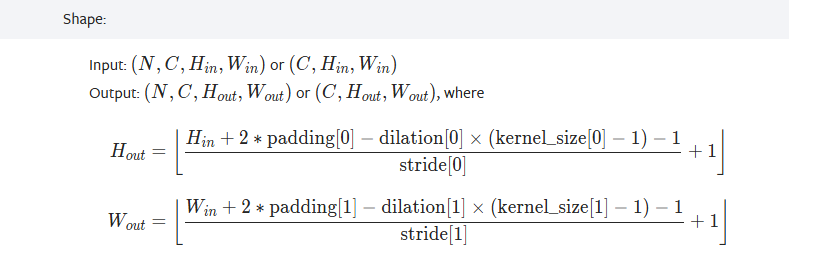 Shape:
Input: (N, C, H_in, W_in) or (C, H_in, W_in)
Output: (N, C, H_out, W_out) or (C, H_out, W_out), where
H_out = ⌊(H_in + 2 ∗ padding[0] − dilation[0] × (kernel_size[0] − 1) − 1) / stride[0] + 1⌋
W_out = ⌊(W_in + 2 ∗ padding[1] − dilation[1] × (kernel_size[1] − 1) − 1) / stride[1] + 1⌋